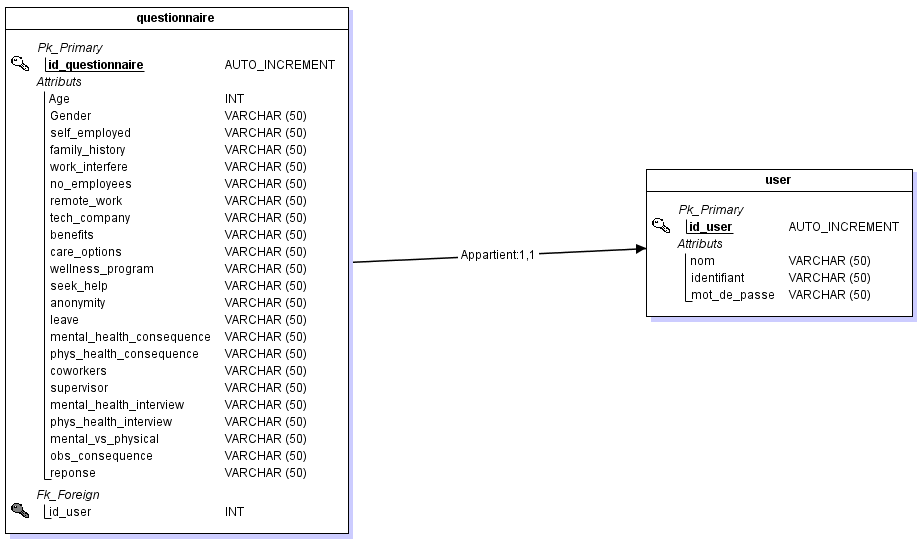 questionnaire
Pk_Primary
id_questionnaire AUTO_INCREMENT
Attributs
Age INT
Gender VARCHAR (50)
self_employed VARCHAR (50)
family_history VARCHAR (50)
work_interfere VARCHAR (50)
no_employees VARCHAR (50)
remote_work VARCHAR (50)
tech_company VARCHAR (50)
benefits VARCHAR (50)
care_options VARCHAR (50)
wellness_program VARCHAR (50)
seek_help VARCHAR (50)
anonymity VARCHAR (50)
leave VARCHAR (50)
mental_health_consequence VARCHAR (50)
phys_health_consequence VARCHAR (50)
coworkers VARCHAR (50)
supervisor VARCHAR (50)
mental_health_interview VARCHAR (50)
phys_health_interview VARCHAR (50)
mental_vs_physical VARCHAR (50)
obs_consequence VARCHAR (50)
reponse VARCHAR (50)
Fk_Foreign
id_user INT
Appartient:1,1
user
Pk_Primary
id_user AUTO_INCREMENT
Attributs
nom VARCHAR (50)
identifiant VARCHAR (50)
mot_de_passe VARCHAR (50)